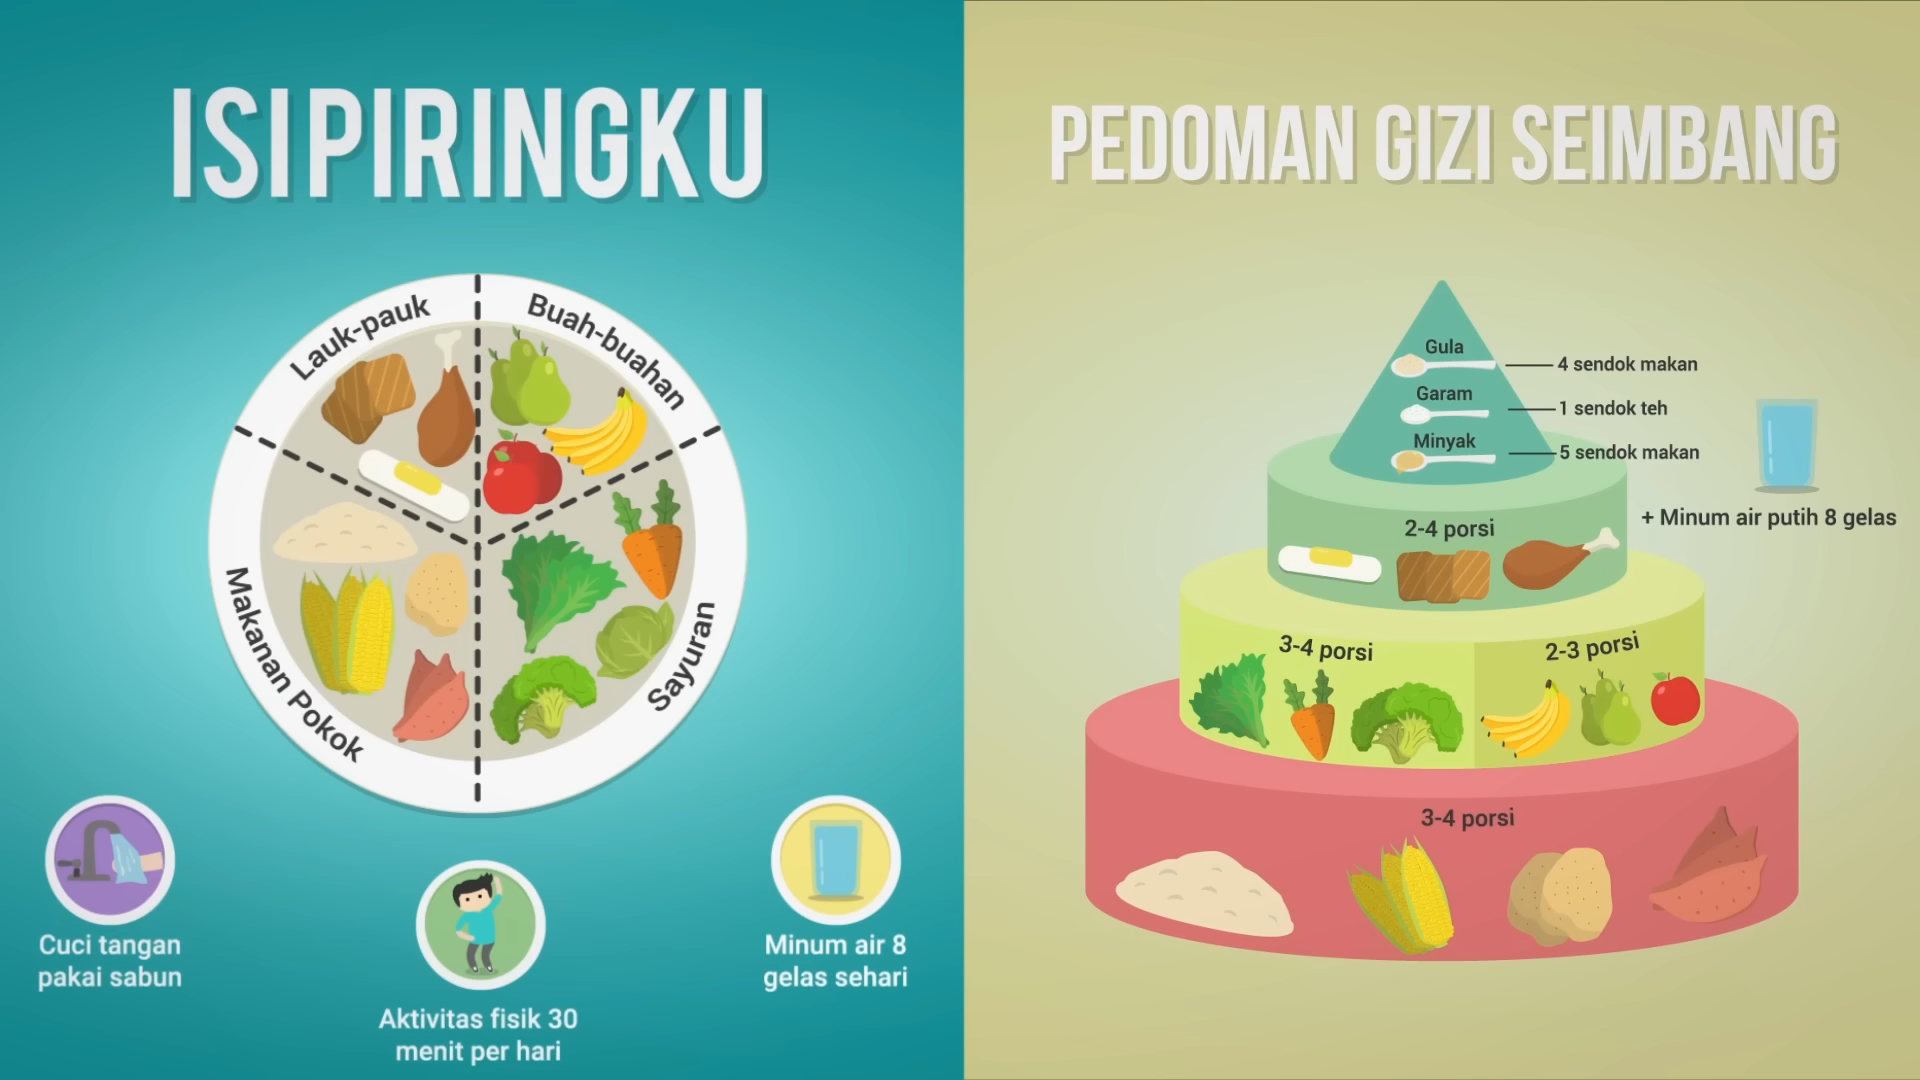 ISI PIRINGKU
Lauk-pauk
Buah-buahan
Makanan Pokok
Sayuran
Cuci tangan
pakai sabun
Aktivitas fisik 30
menit per hari
Minum air 8
gelas sehari
PEDOMAN GIZI SEIMBANG
Gula
4 sendok makan
Garam
1 sendok teh
Minyak
5 sendok makan
+ Minum air putih 8 gelas
2-4 porsi
3-4 porsi
2-3 porsi
3-4 porsi